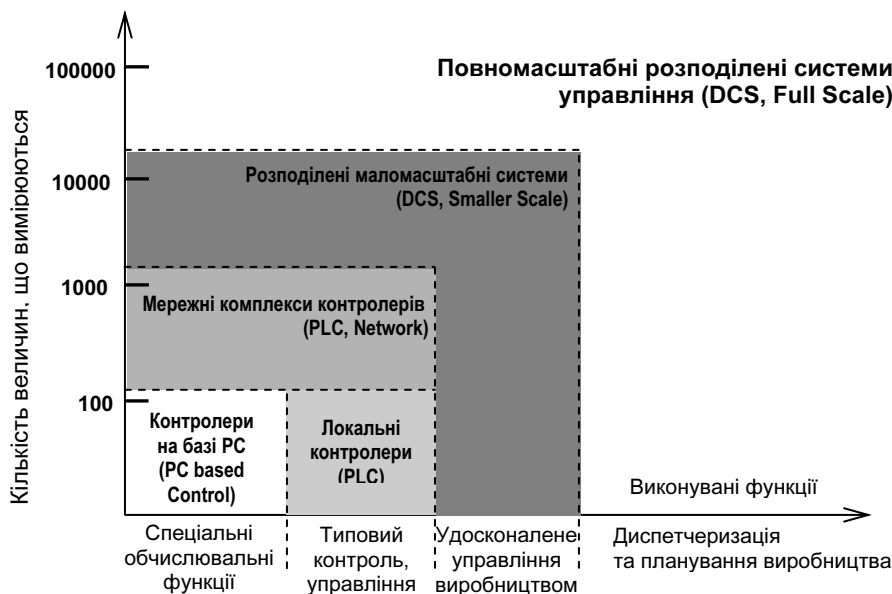 Кількість величин, що вимірюються
100000
10000
1000
100
Повномасштабні розподілені системи
управління (DCS, Full Scale)
Розподілені маломасштабні системи
(DCS, Smaller Scale)
Мережні комплекси контролерів
(PLC, Network)
Контролери
на базі PC
(PC based
Control)
Локальні
контролери
(PLC)
Виконувані функції
Спеціальні
обчислювальні
функції
Типовий
контроль,
управління
Удосконалене
управління
виробництвом
Диспетчеризація
та планування виробництва